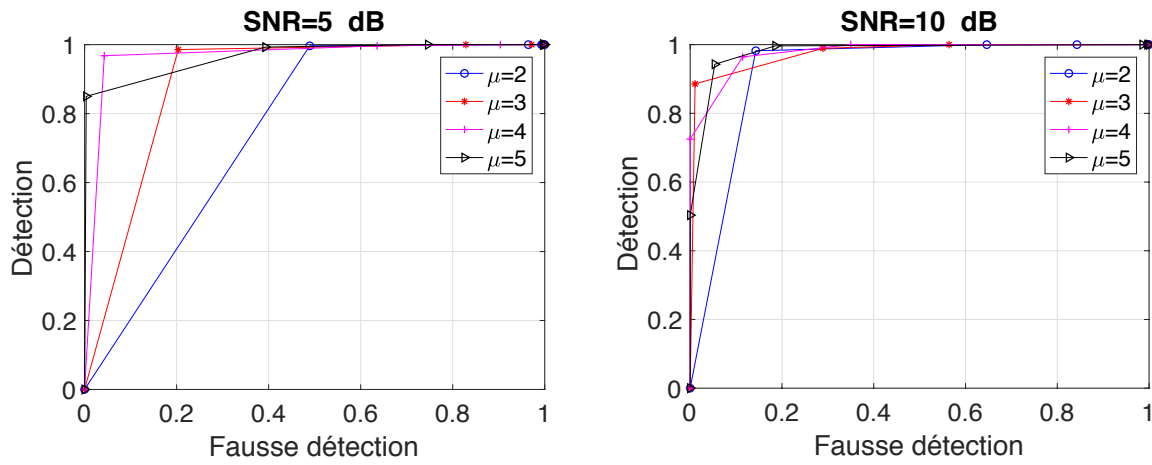 SNR=5 dB
1
0.8
0.6
0.4
0.2
0
Détection
μ=2
μ=3
μ=4
μ=5
0 0.2 0.4 0.6 0.8 1
Fausse détection
SNR=10 dB
1
0.8
0.6
0.4
0.2
0
Détection
μ=2
μ=3
μ=4
μ=5
0 0.2 0.4 0.6 0.8 1
Fausse détection